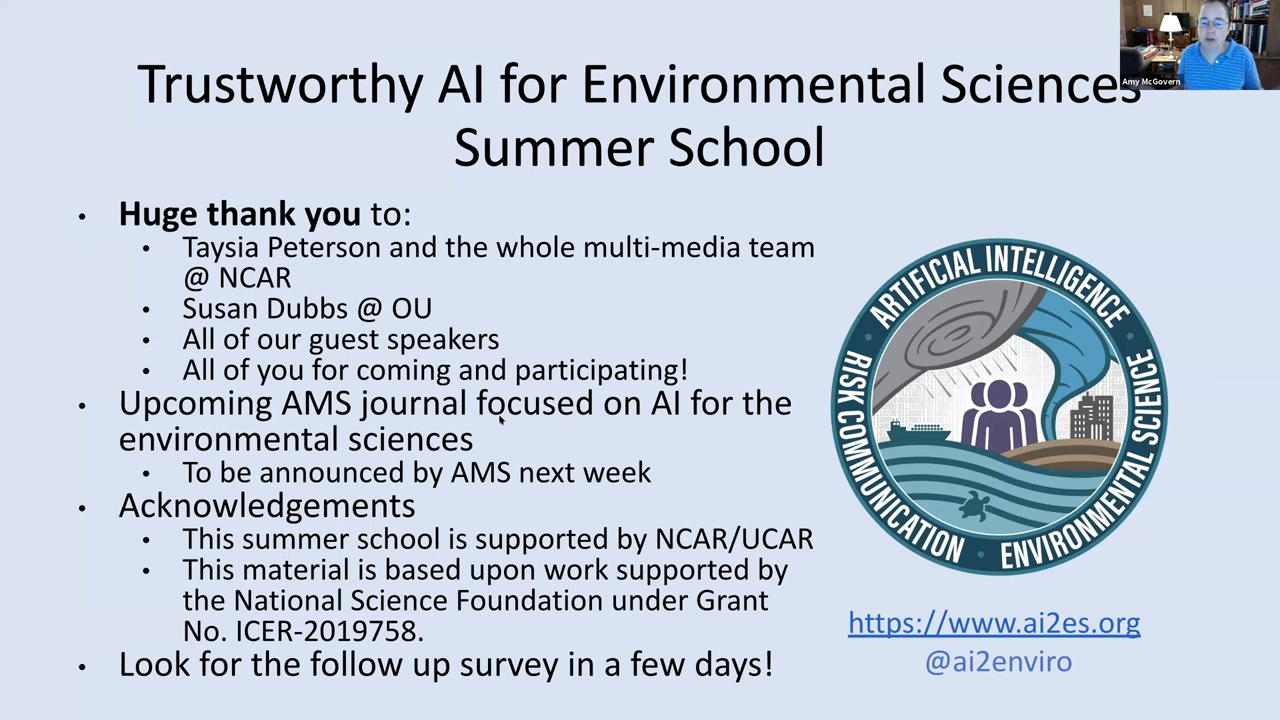 Trustworthy AI for Environmental Sciences
Summer School
Amy McGovern
• Huge thank you to:
• Taysia Peterson and the whole multi-media team
@ NCAR
• Susan Dubbs @ OU
• All of our guest speakers
• All of you for coming and participating!
• Upcoming AMS journal focused on AI for the
environmental sciences
• To be announced by AMS next week
• Acknowledgements
• This summer school is supported by NCAR/UCAR
• This material is based upon work supported by
the National Science Foundation under Grant
No. ICER-2019758.
• Look for the follow up survey in a few days!
ARTIFICIAL INTELLIGENCE
RISK COMMUNICATION
•
ENVIRONMENTAL SCIENCE
https://www.ai2es.org
@ai2enviro